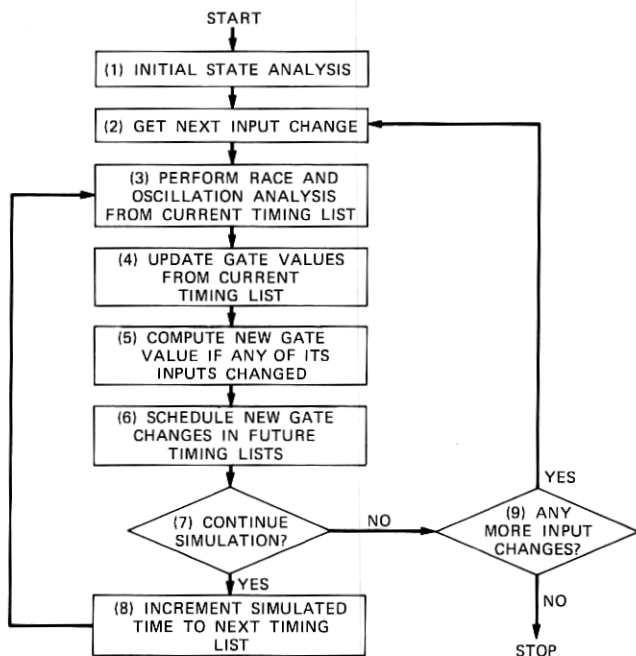 START
(1) INITIAL STATE ANALYSIS
(2) GET NEXT INPUT CHANGE
(3) PERFORM RACE AND
OSCILLATION ANALYSIS
FROM CURRENT TIMING LIST
(4) UPDATE GATE VALUES
FROM CURRENT
TIMING LIST
(5) COMPUTE NEW GATE
VALUE IF ANY OF ITS
INPUTS CHANGED
(6) SCHEDULE NEW GATE
CHANGES IN FUTURE
TIMING LISTS
(7) CONTINUE
SIMULATION?
NO
YES
(8) INCREMENT SIMULATED
TIME TO NEXT TIMING
LIST
YES
(9) ANY
MORE INPUT
CHANGES?
NO
STOP